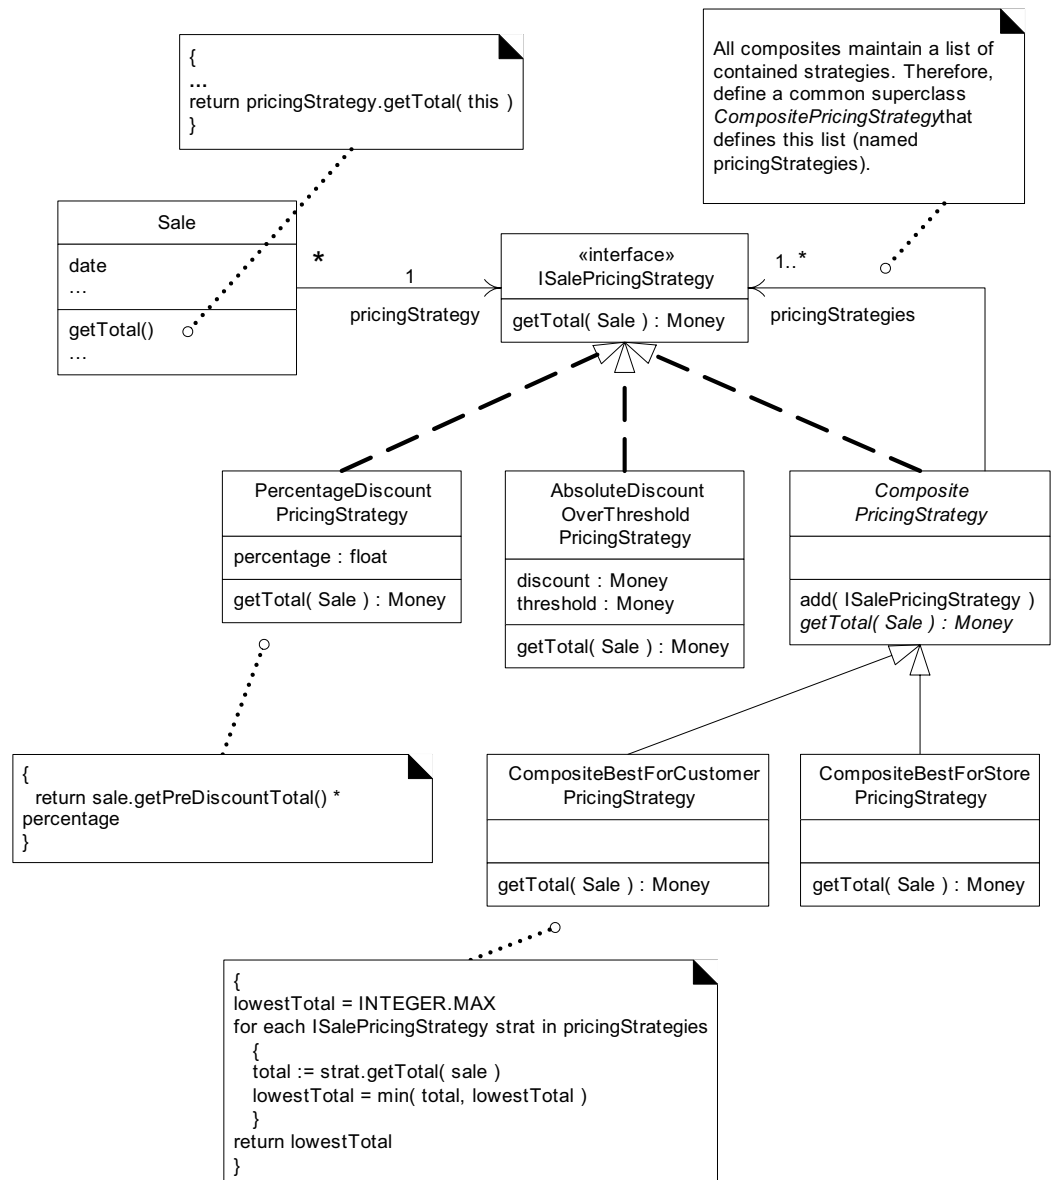 {
...
return pricingStrategy.getTotal( this )
}
All composites maintain a list of
contained strategies. Therefore,
define a common superclass
CompositePricingStrategythat
defines this list (named
pricingStrategies).
Sale
date
...
getTotal()
...
*
1
pricingStrategy
«interface»
ISalePricingStrategy
getTotal( Sale ) : Money
1..*
pricingStrategies
PercentageDiscount
PricingStrategy
percentage : float
getTotal( Sale ) : Money
AbsoluteDiscount
OverThreshold
PricingStrategy
discount : Money
threshold : Money
getTotal( Sale ) : Money
Composite
PricingStrategy
add( ISalePricingStrategy )
getTotal( Sale ) : Money
{
return sale.getPreDiscountTotal() *
percentage
}
CompositeBestForCustomer
PricingStrategy
getTotal( Sale ) : Money
CompositeBestForStore
PricingStrategy
getTotal( Sale ) : Money
{
lowestTotal = INTEGER.MAX
for each ISalePricingStrategy strat in pricingStrategies
{
total := strat.getTotal( sale )
lowestTotal = min( total, lowestTotal )
}
return lowestTotal
}